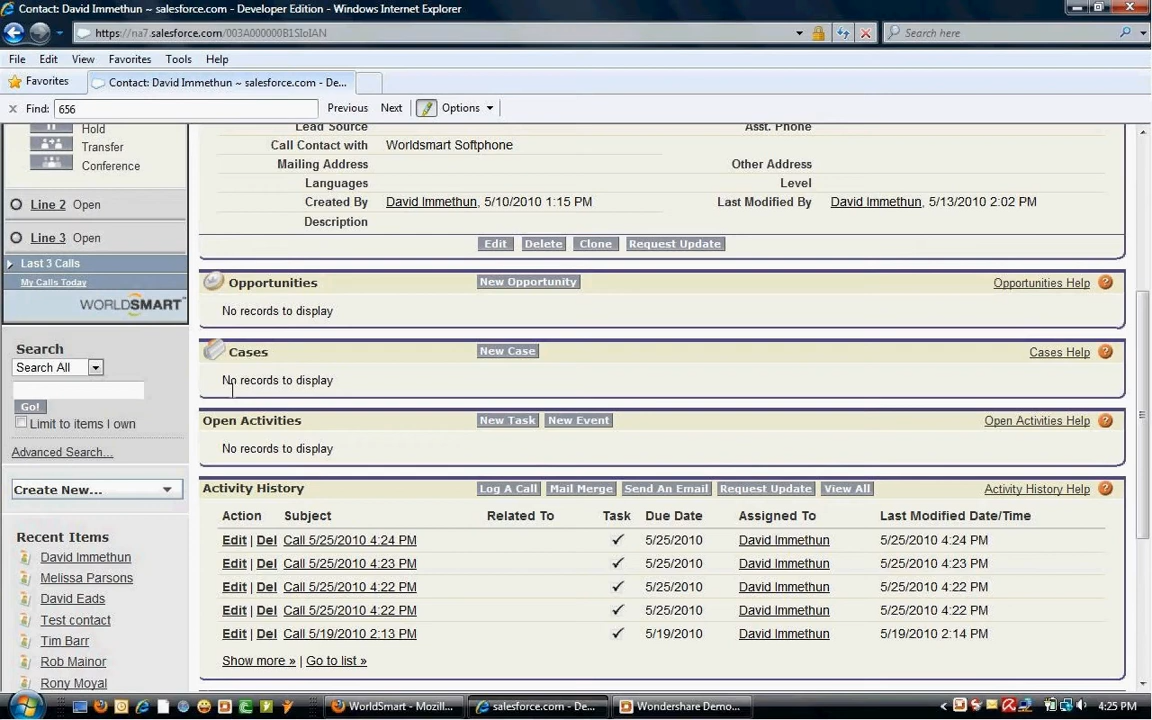 Contact: David Immethun ~ salesforce.com - Developer Edition - Windows Internet Explorer
https://na7.salesforce.com/003A000000B1SIoIAN
Search here
File Edit View Favorites Tools Help
Favorites
Contact: David Immethun ~ salesforce.com - De...
x Find: 656 Previous Next Options
Hold
Transfer
Conference
Line 2 Open
Line 3 Open
Last 3 Calls
My Calls Today
WORLDSMART
Search
Search All
Go!
Limit to items I own
Advanced Search...
Create New...
Recent Items
David Immethun
Melissa Parsons
David Eads
Test contact
Tim Barr
Rob Mainor
Rony Moyal
Lead Source Asst. Phone
Call Contact with Worldsmart Softphone
Mailing Address Other Address
Languages Level
Created By David Immethun, 5/10/2010 1:15 PM Last Modified By David Immethun, 5/13/2010 2:02 PM
Description
Edit Delete Clone Request Update
Opportunities New Opportunity Opportunities Help ?
No records to display
Cases New Case Cases Help ?
No records to display
Open Activities New Task New Event Open Activities Help ?
No records to display
Activity History Log A Call Mail Merge Send An Email Request Update View All Activity History Help ?
Action Subject Related To Task Due Date Assigned To Last Modified Date/Time
Edit | Del Call 5/25/2010 4:24 PM ✓ 5/25/2010 David Immethun 5/25/2010 4:24 PM
Edit | Del Call 5/25/2010 4:23 PM ✓ 5/25/2010 David Immethun 5/25/2010 4:23 PM
Edit | Del Call 5/25/2010 4:22 PM ✓ 5/25/2010 David Immethun 5/25/2010 4:22 PM
Edit | Del Call 5/25/2010 4:22 PM ✓ 5/25/2010 David Immethun 5/25/2010 4:22 PM
Edit | Del Call 5/19/2010 2:13 PM ✓ 5/19/2010 David Immethun 5/19/2010 2:14 PM
Show more » | Go to list »
WorldSmart - Mozill... salesforce.com - De... Wondershare Demo... 4:25 PM